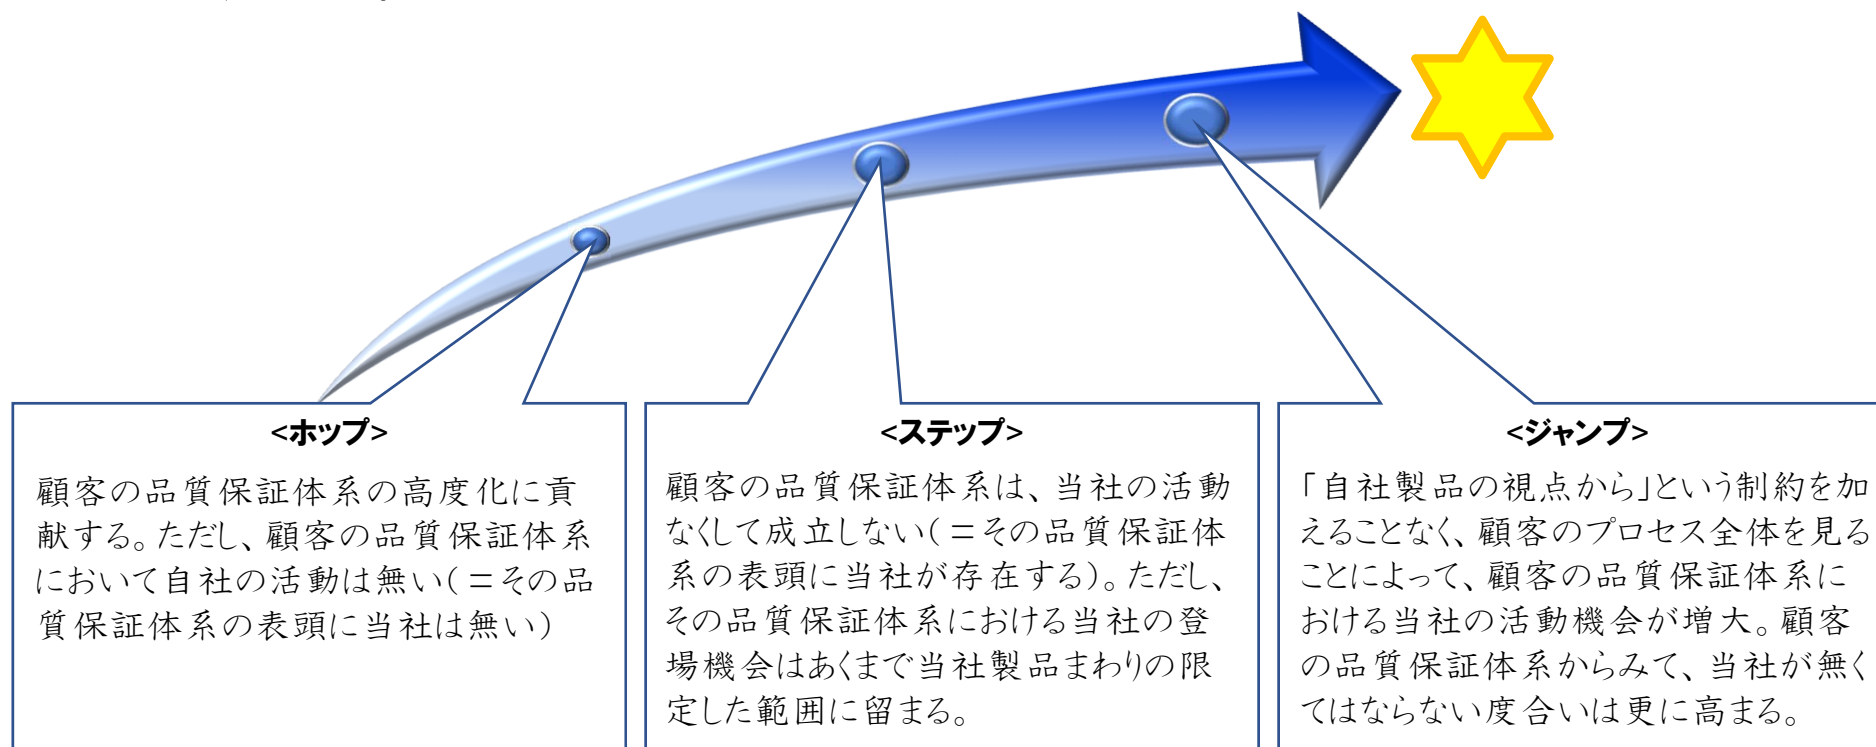 <ホップ>
顧客の品質保証体系の高度化に貢
献する。ただし、顧客の品質保証体系
において自社の活動は無い(=その品
質保証体系の表頭に当社は無い)
<ステップ>
顧客の品質保証体系は、当社の活動
なくして成立しない(=その品質保証体
系の表頭に当社が存在する)。ただし、
その品質保証体系における当社の登
場機会はあくまで当社製品まわりの限
定した範囲に留まる。
<ジャンプ>
「自社製品の視点から」という制約を加
えることなく、顧客のプロセス全体を見る
ことによって、顧客の品質保証体系に
おける当社の活動機会が増大。顧客
の品質保証体系からみて、当社が無く
てはならない度合いは更に高まる。